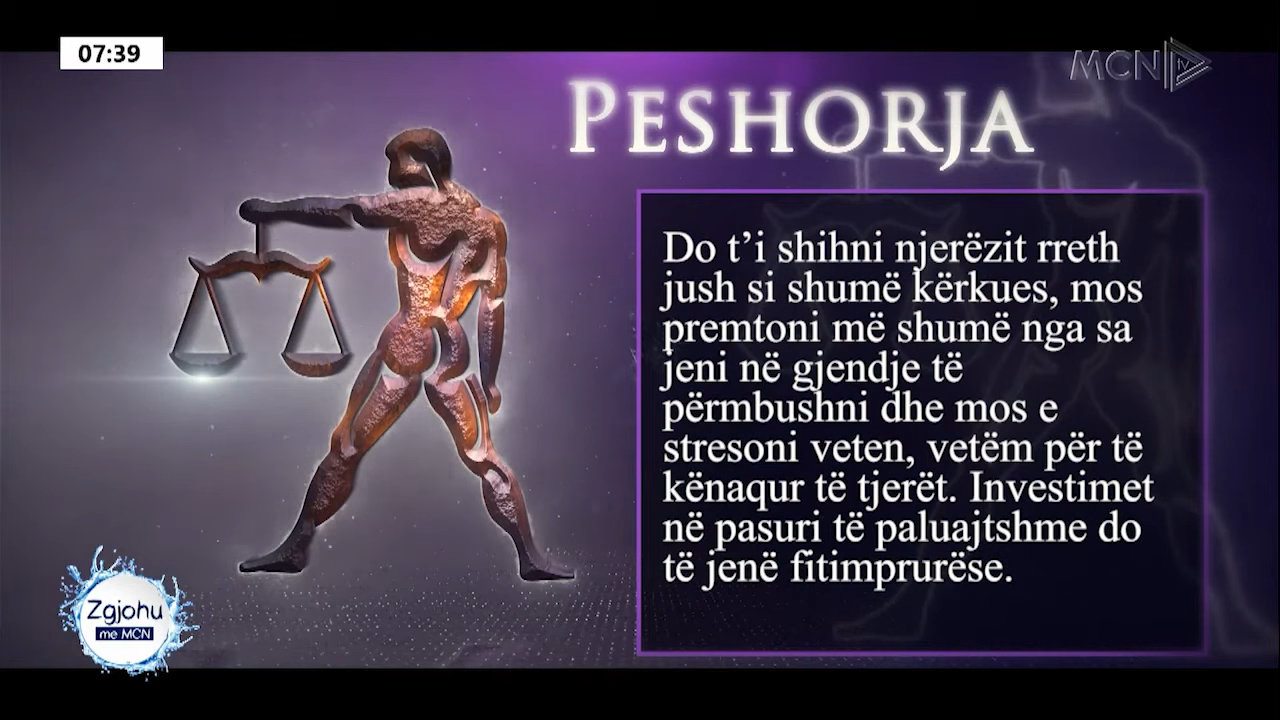 07:39
MCN TV
PESHORJA
Do t’i shihni njerëzit rreth
jush si shumë kërkues, mos
premtoni më shumë nga sa
jeni në gjendje të
përmbushni dhe mos e
stresoni veten, vetëm për të
kënaqur të tjerët. Investimet
në pasuri të paluajtshme do
të jenë fitimprurëse.
Zgjohu
me MCN